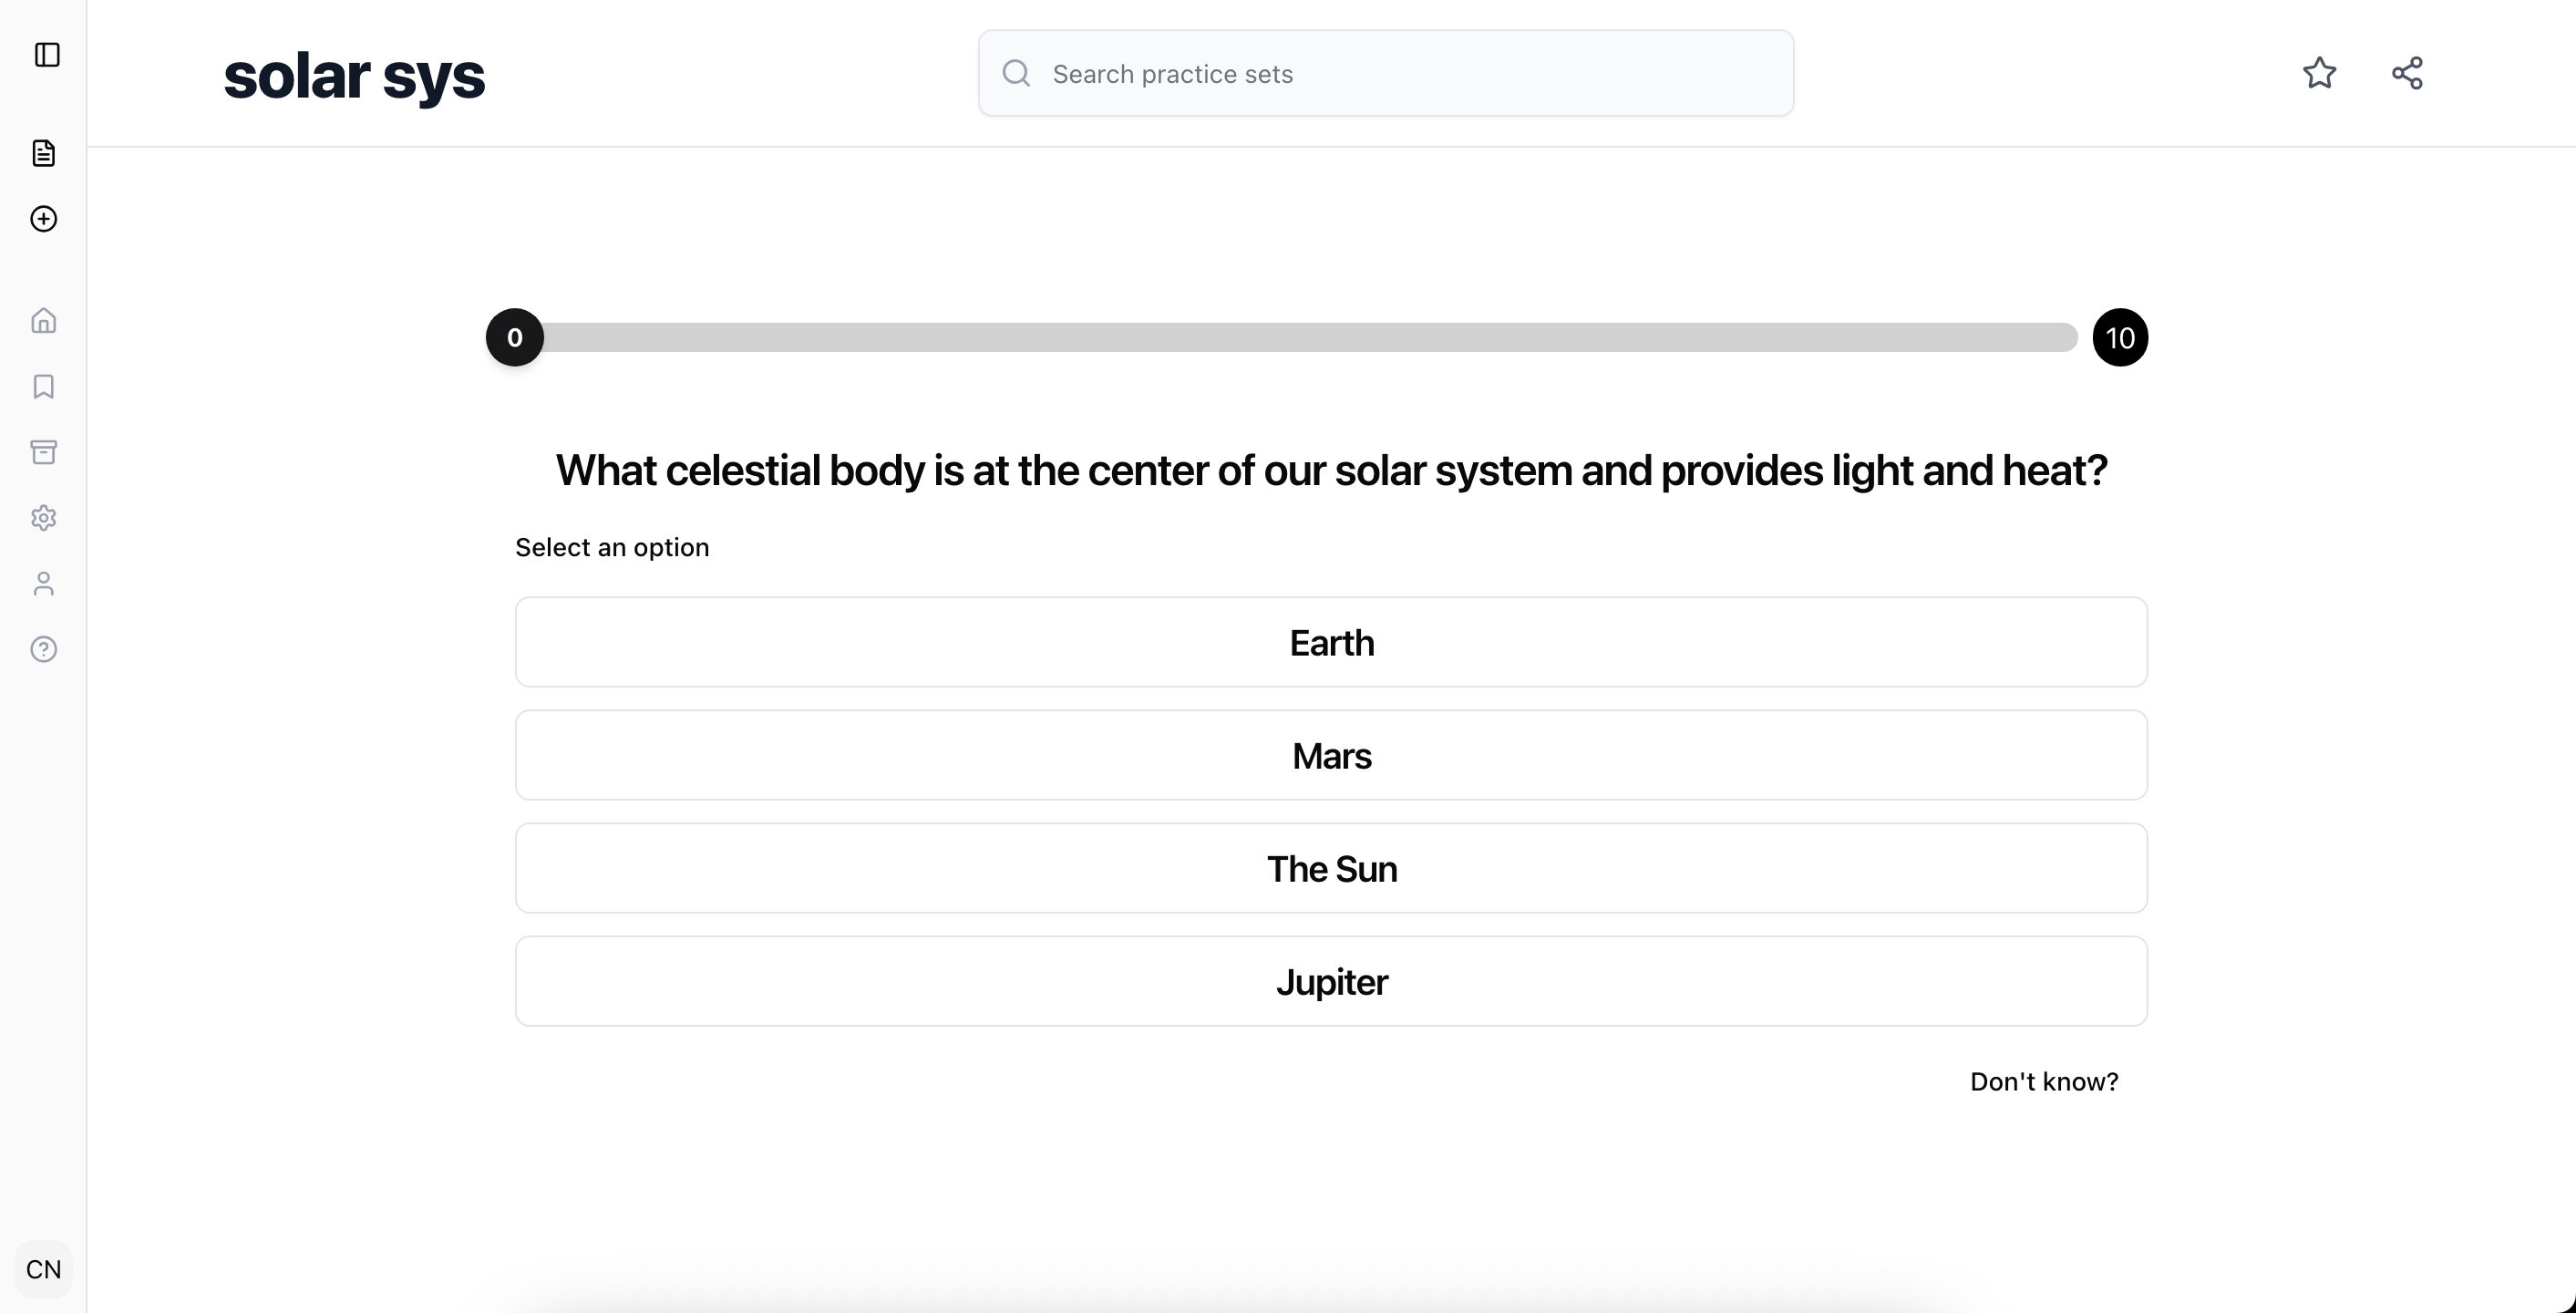 solar sys
Search practice sets
0
10
What celestial body is at the center of our solar system and provides light and heat?
Select an option
Earth
Mars
The Sun
Jupiter
Don't know?
CN